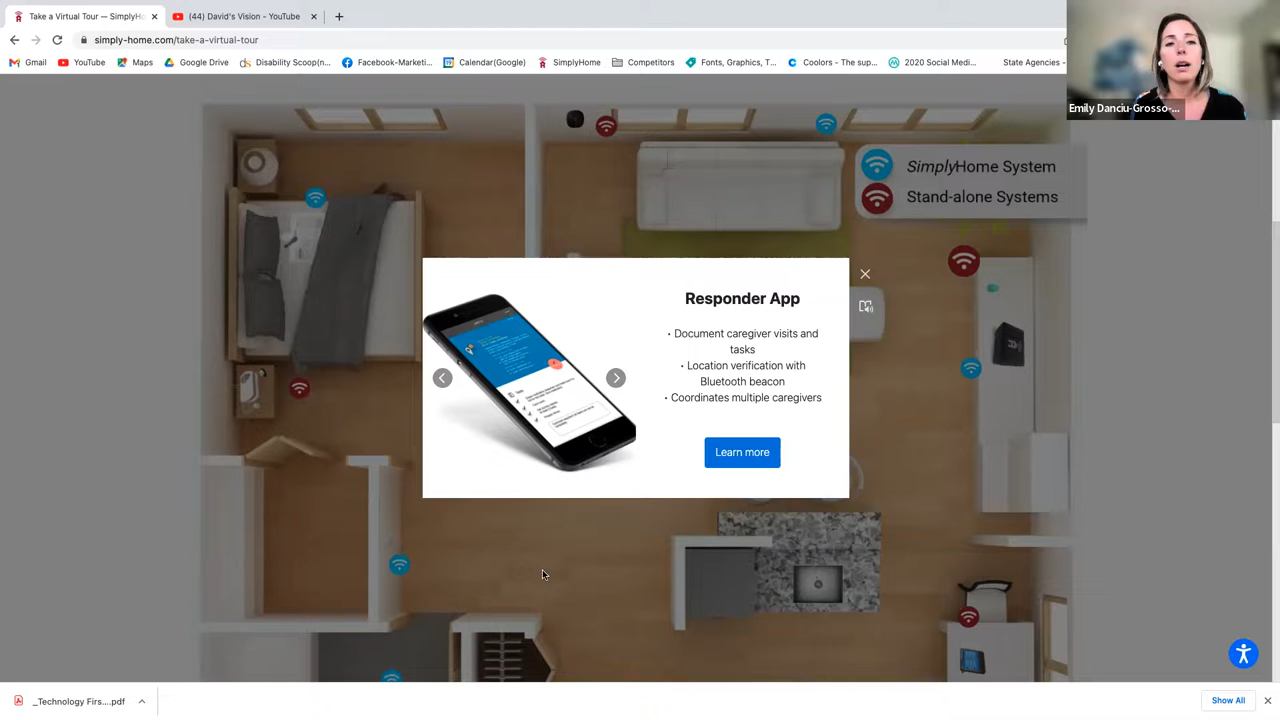 Take a Virtual Tour — SimplyHo
(44) David's Vision - YouTube
simply-home.com/take-a-virtual-tour
Gmail YouTube Maps Google Drive Disability Scoop(n... Facebook-Marketi... Calendar(Google) SimplyHome Competitors Fonts, Graphics, T... Coolors - The sup... 2020 Social Medi... State Agencies -
Emily Danciu-Grosso-...
SimplyHome System
Stand-alone Systems
Responder App
• Document caregiver visits and
tasks
• Location verification with
Bluetooth beacon
• Coordinates multiple caregivers
Learn more
_Technology Firs....pdf
Show All